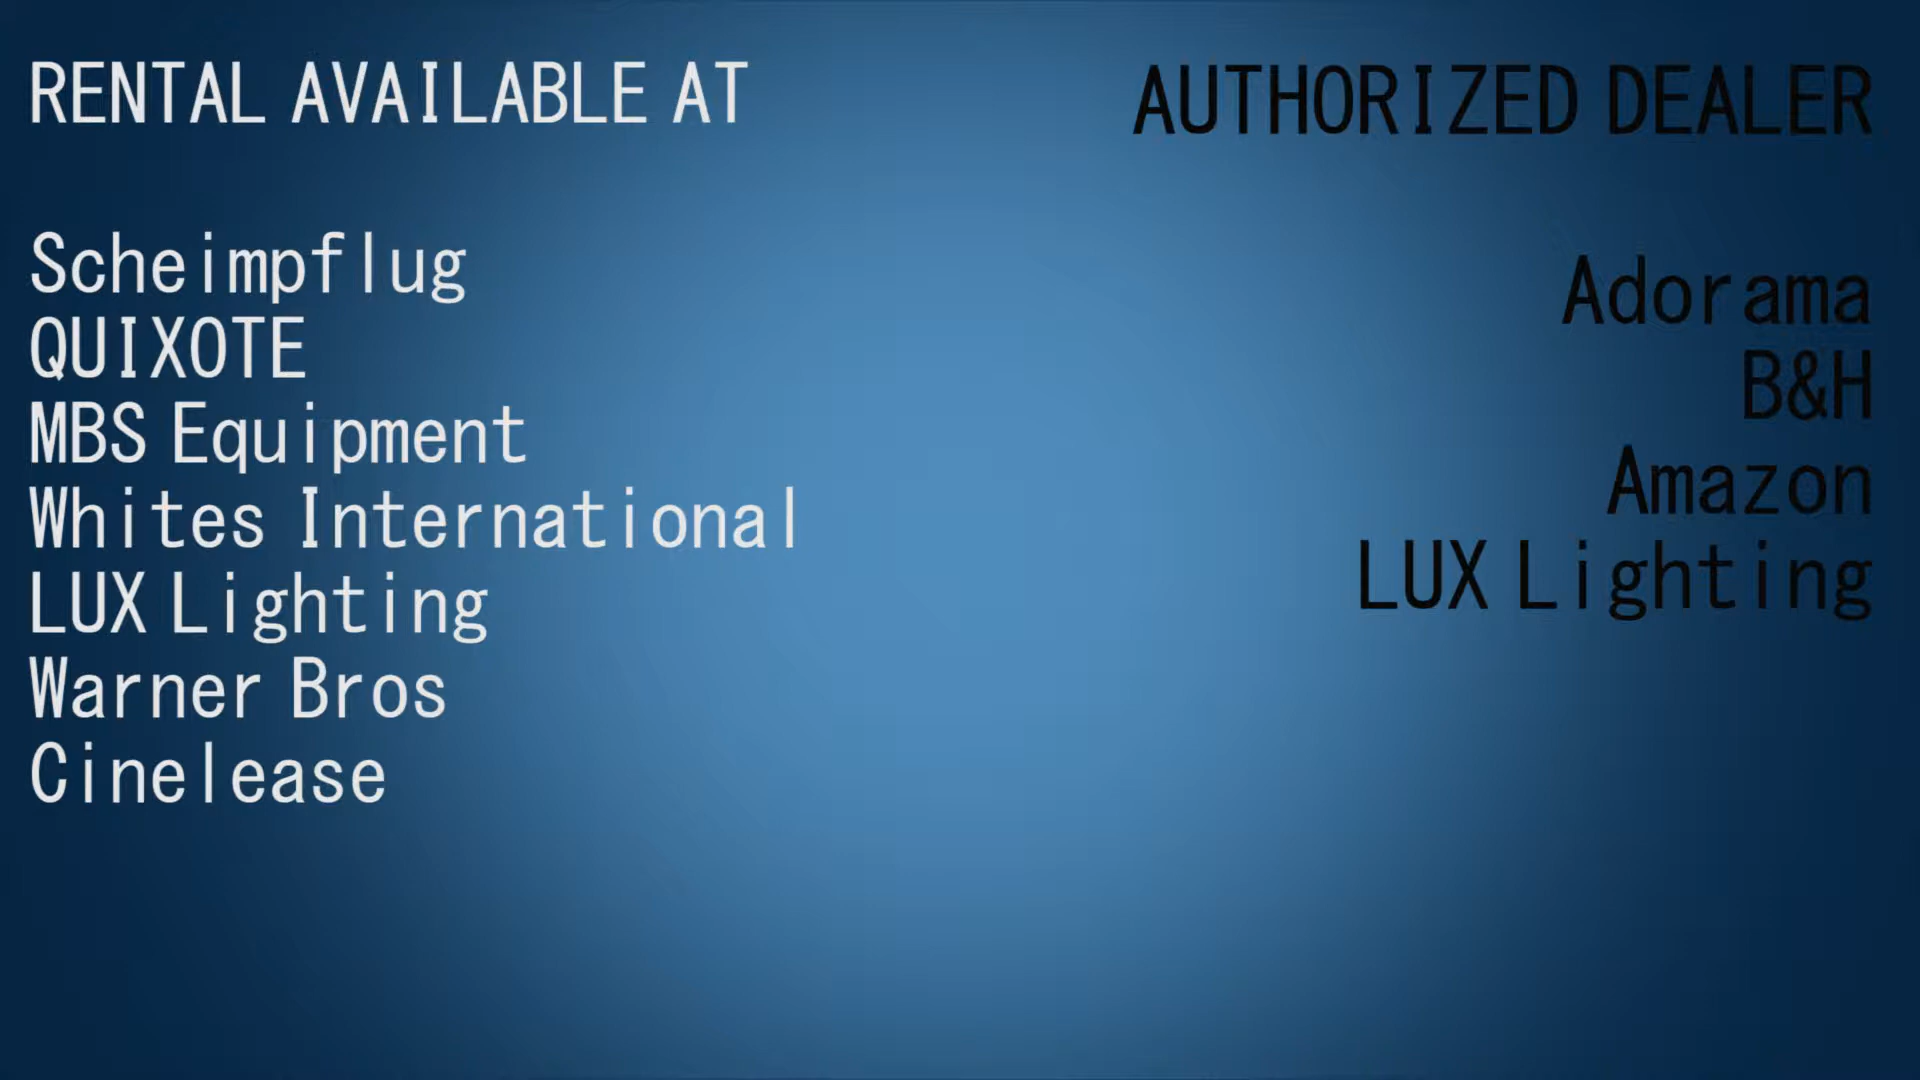 RENTAL AVAILABLE AT
Scheimpflug
QUIXOTE
MBS Equipment
Whites International
LUX Lighting
Warner Bros
Cinelease
AUTHORIZED DEALER
Adorama
B&H
Amazon
LUX Lighting